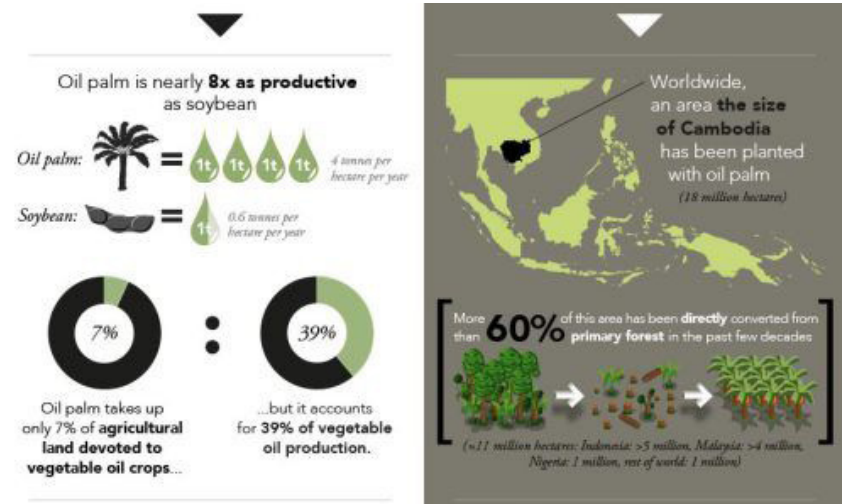 Oil palm is nearly 8x as productive
as soybean
Oil palm:
=
1t
1t
1t
1t
4 tonnes per
hectare per year
Soybean:
=
1t
0.6 tonnes per
hectare per year
7%
:
39%
Oil palm takes up
only 7% of agricultural
land devoted to
vegetable oil crops...
...but it accounts
for 39% of vegetable
oil production.
Worldwide,
an area the size
of Cambodia
has been planted
with oil palm
(18 million hectares)
More than 60% of this area has been directly converted from
primary forest in the past few decades
(≈11 million hectares: Indonesia: >5 million, Malaysia: >4 million,
Nigeria: 1 million, rest of world: 1 million)